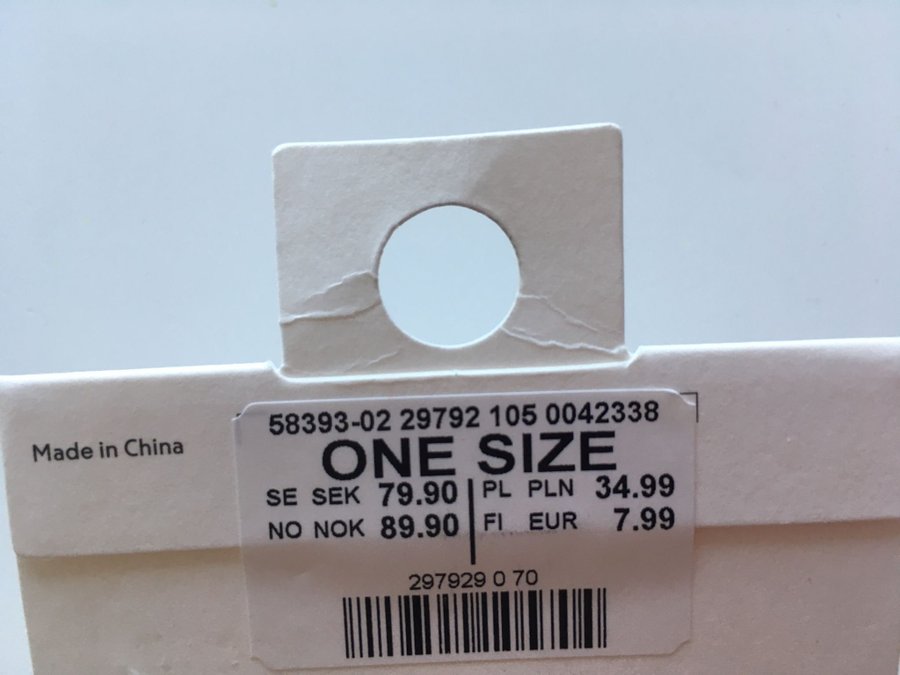 Made in China
58393-02 29792 105 0042338
ONE SIZE
SE SEK 79.90 PL PLN 34.99
NO NOK 89.90 FI EUR 7.99
297929 0 70